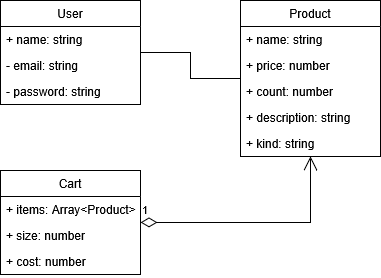 User
+ name: string
- email: string
- password: string
Product
+ name: string
+ price: number
+ count: number
+ description: string
+ kind: string
Cart
+ items: Array<Product>
+ size: number
+ cost: number
1